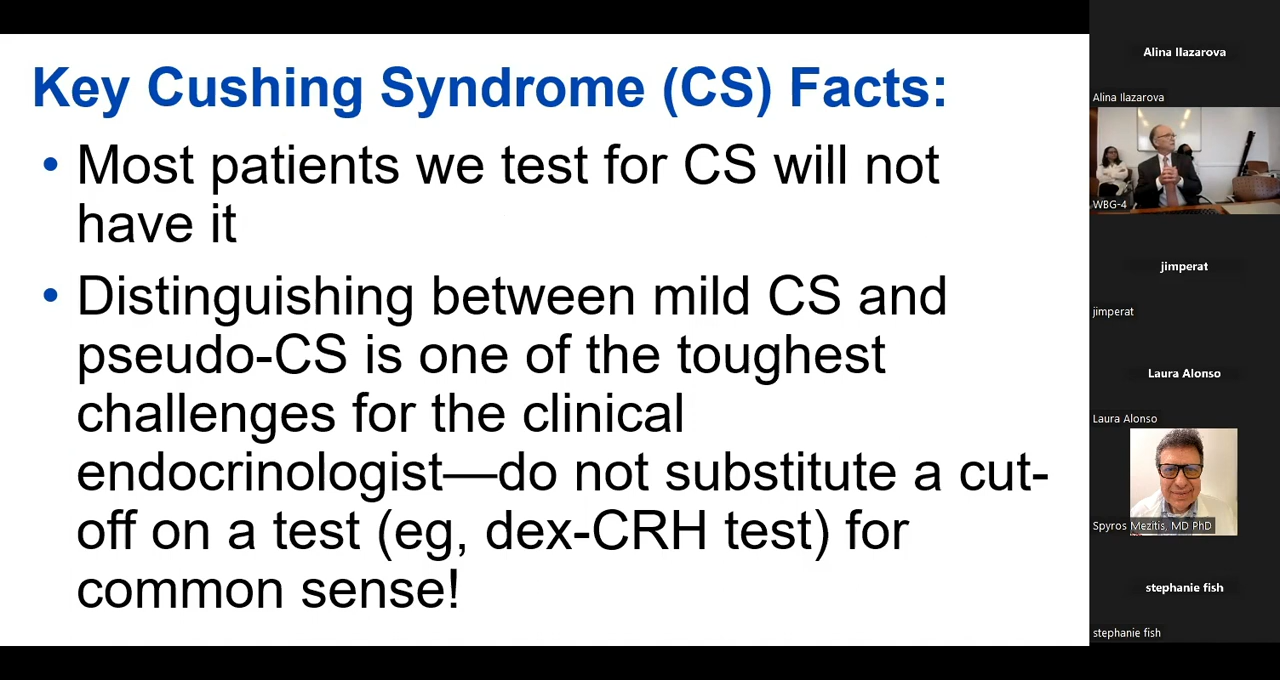 Key Cushing Syndrome (CS) Facts:
• Most patients we test for CS will not
have it
• Distinguishing between mild CS and
pseudo-CS is one of the toughest
challenges for the clinical
endocrinologist—do not substitute a cut-
off on a test (eg, dex-CRH test) for
common sense!
Alina Ilazarova
Alina Ilazarova
WBG-4
jimperat
jimperat
Laura Alonso
Laura Alonso
Spyros Mezitis, MD PhD
stephanie fish
stephanie fish